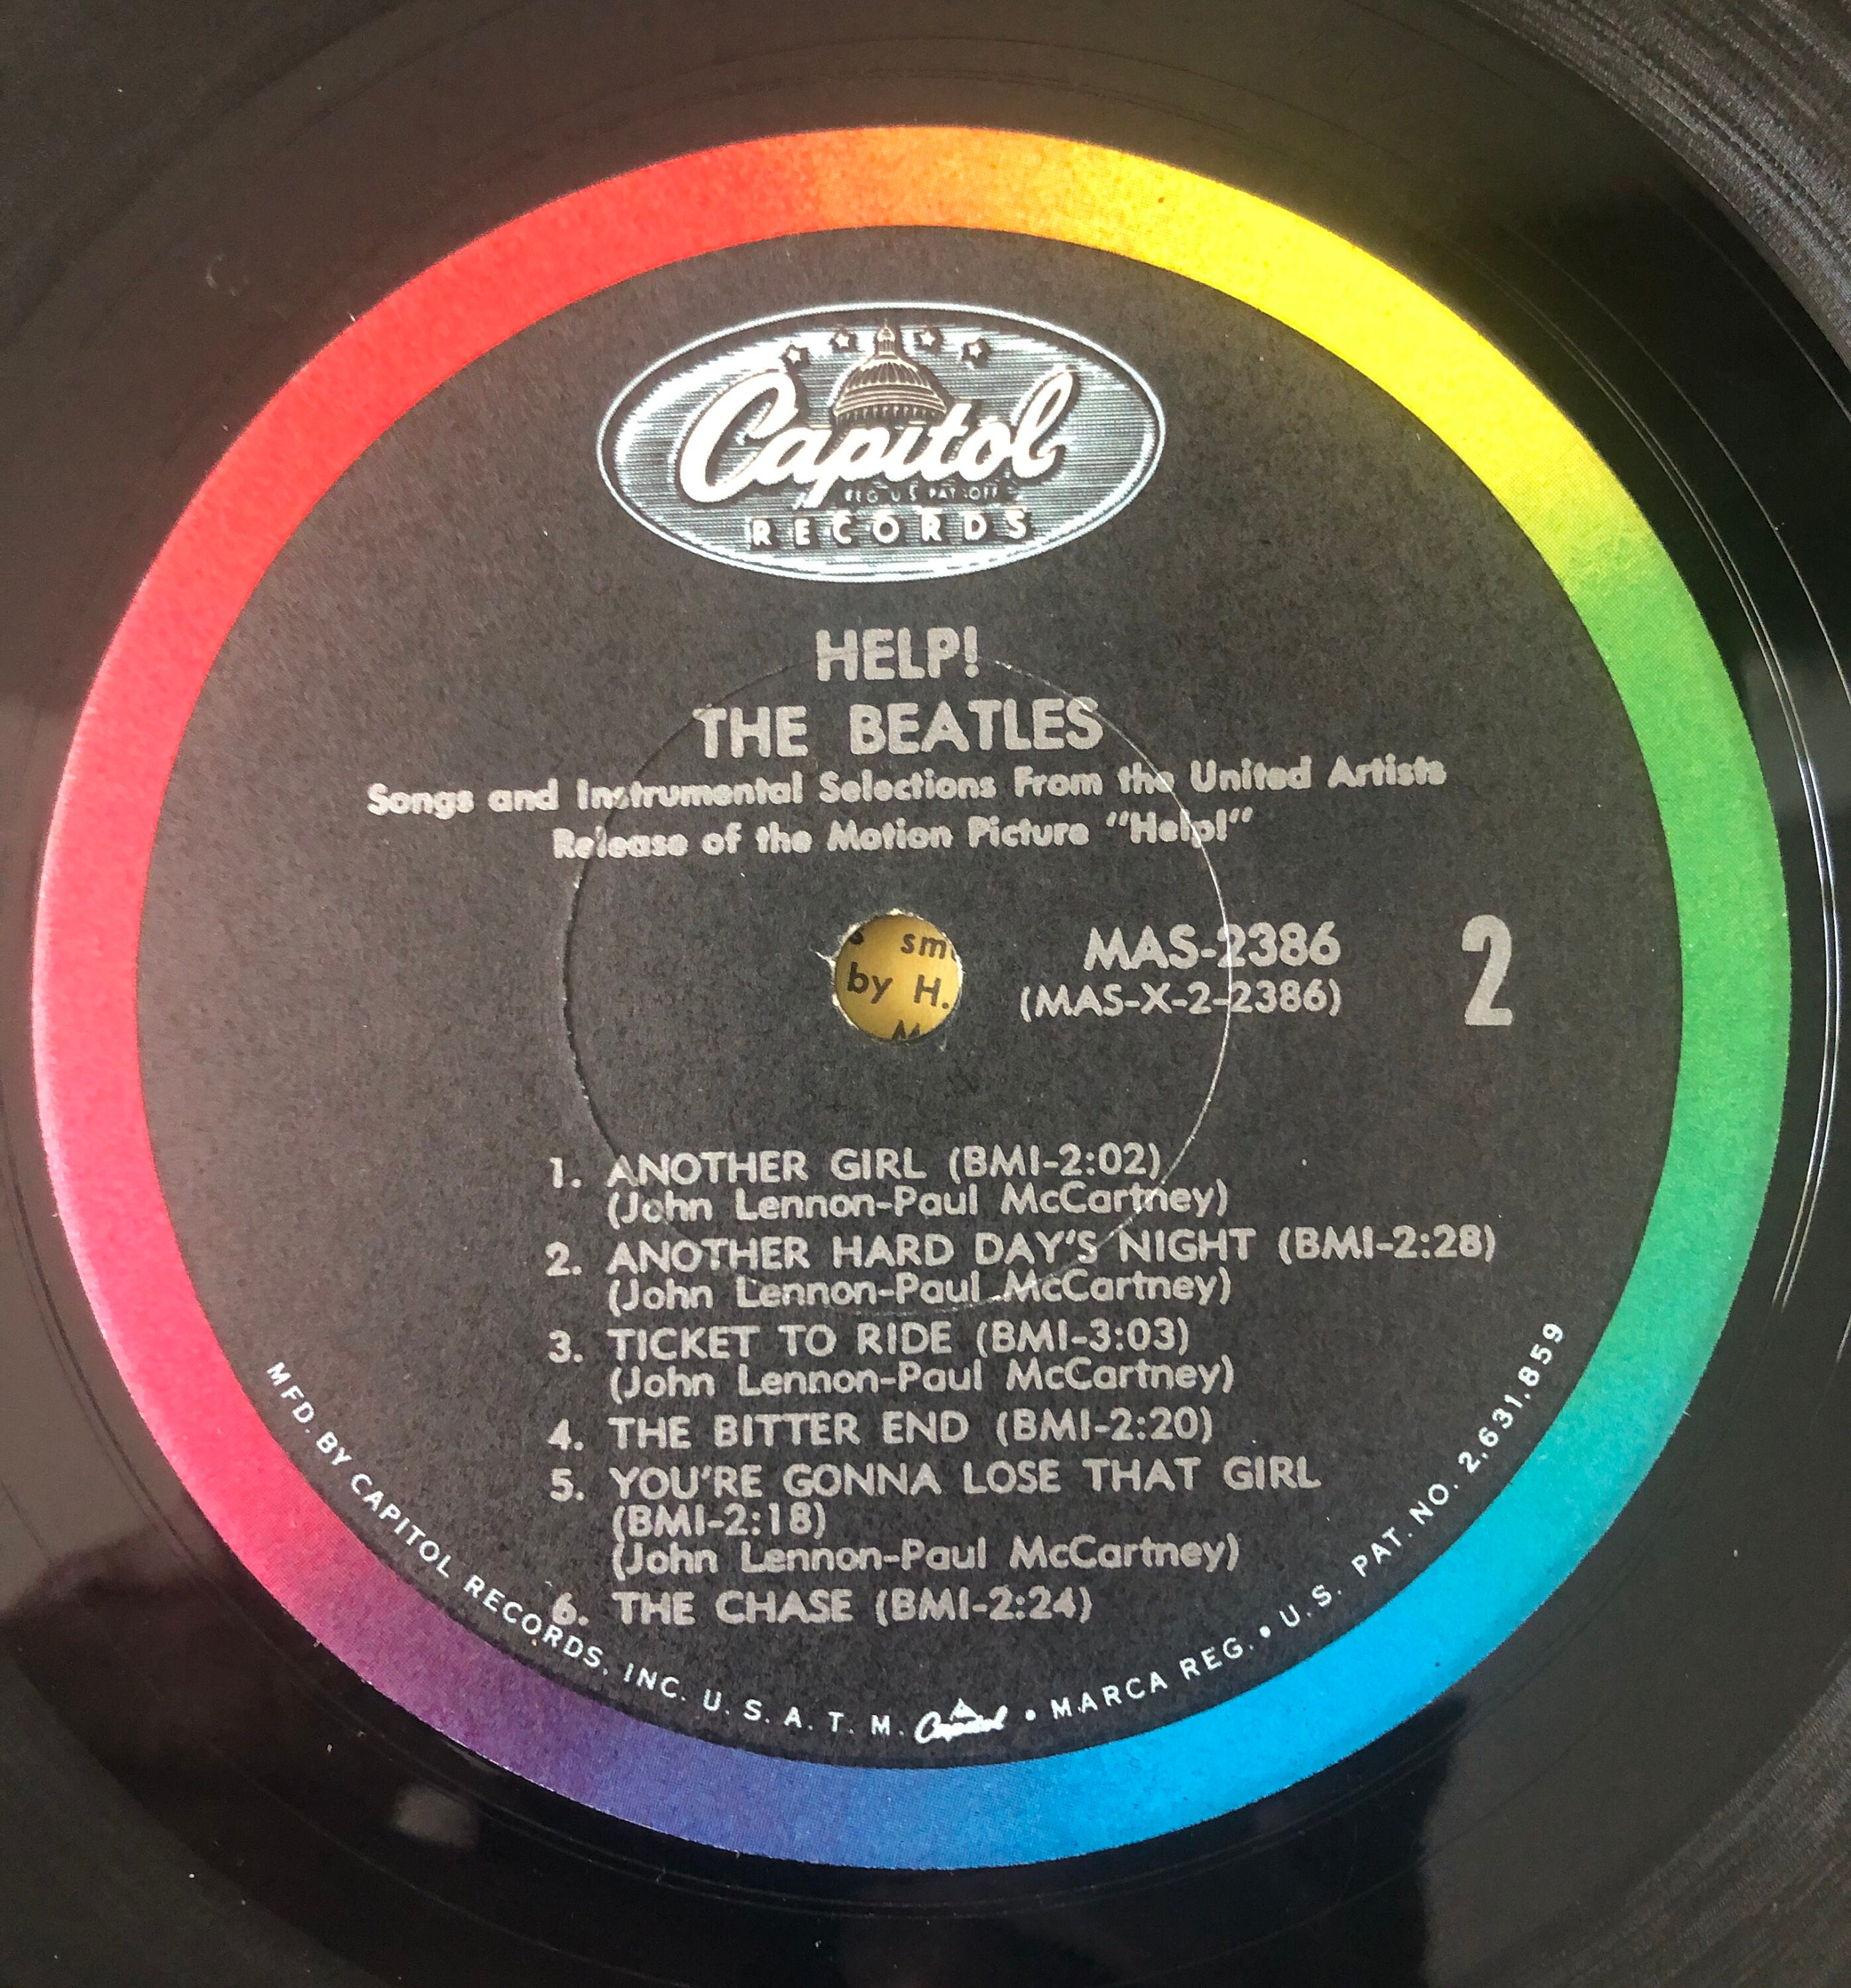 Capitol
REG. U.S. PAT. OFF.
RECORDS
HELP!
THE BEATLES
Songs and Instrumental Selections From the United Artists
Release of the Motion Picture “Help!”
MAS-2386
(MAS-X-2-2386)
2
s sm
by H.
M
1. ANOTHER GIRL (BMI-2:02)
(John Lennon-Paul McCartney)
2. ANOTHER HARD DAY'S NIGHT (BMI-2:28)
(John Lennon-Paul McCartney)
3. TICKET TO RIDE (BMI-3:03)
(John Lennon-Paul McCartney)
4. THE BITTER END (BMI-2:20)
5. YOU'RE GONNA LOSE THAT GIRL
(BMI-2:18)
(John Lennon-Paul McCartney)
6. THE CHASE (BMI-2:24)
MFD. BY CAPITOL RECORDS, INC. U. S. A. T. M. Capitol • MARCA REG. • U. S. PAT. NO. 2,631,859